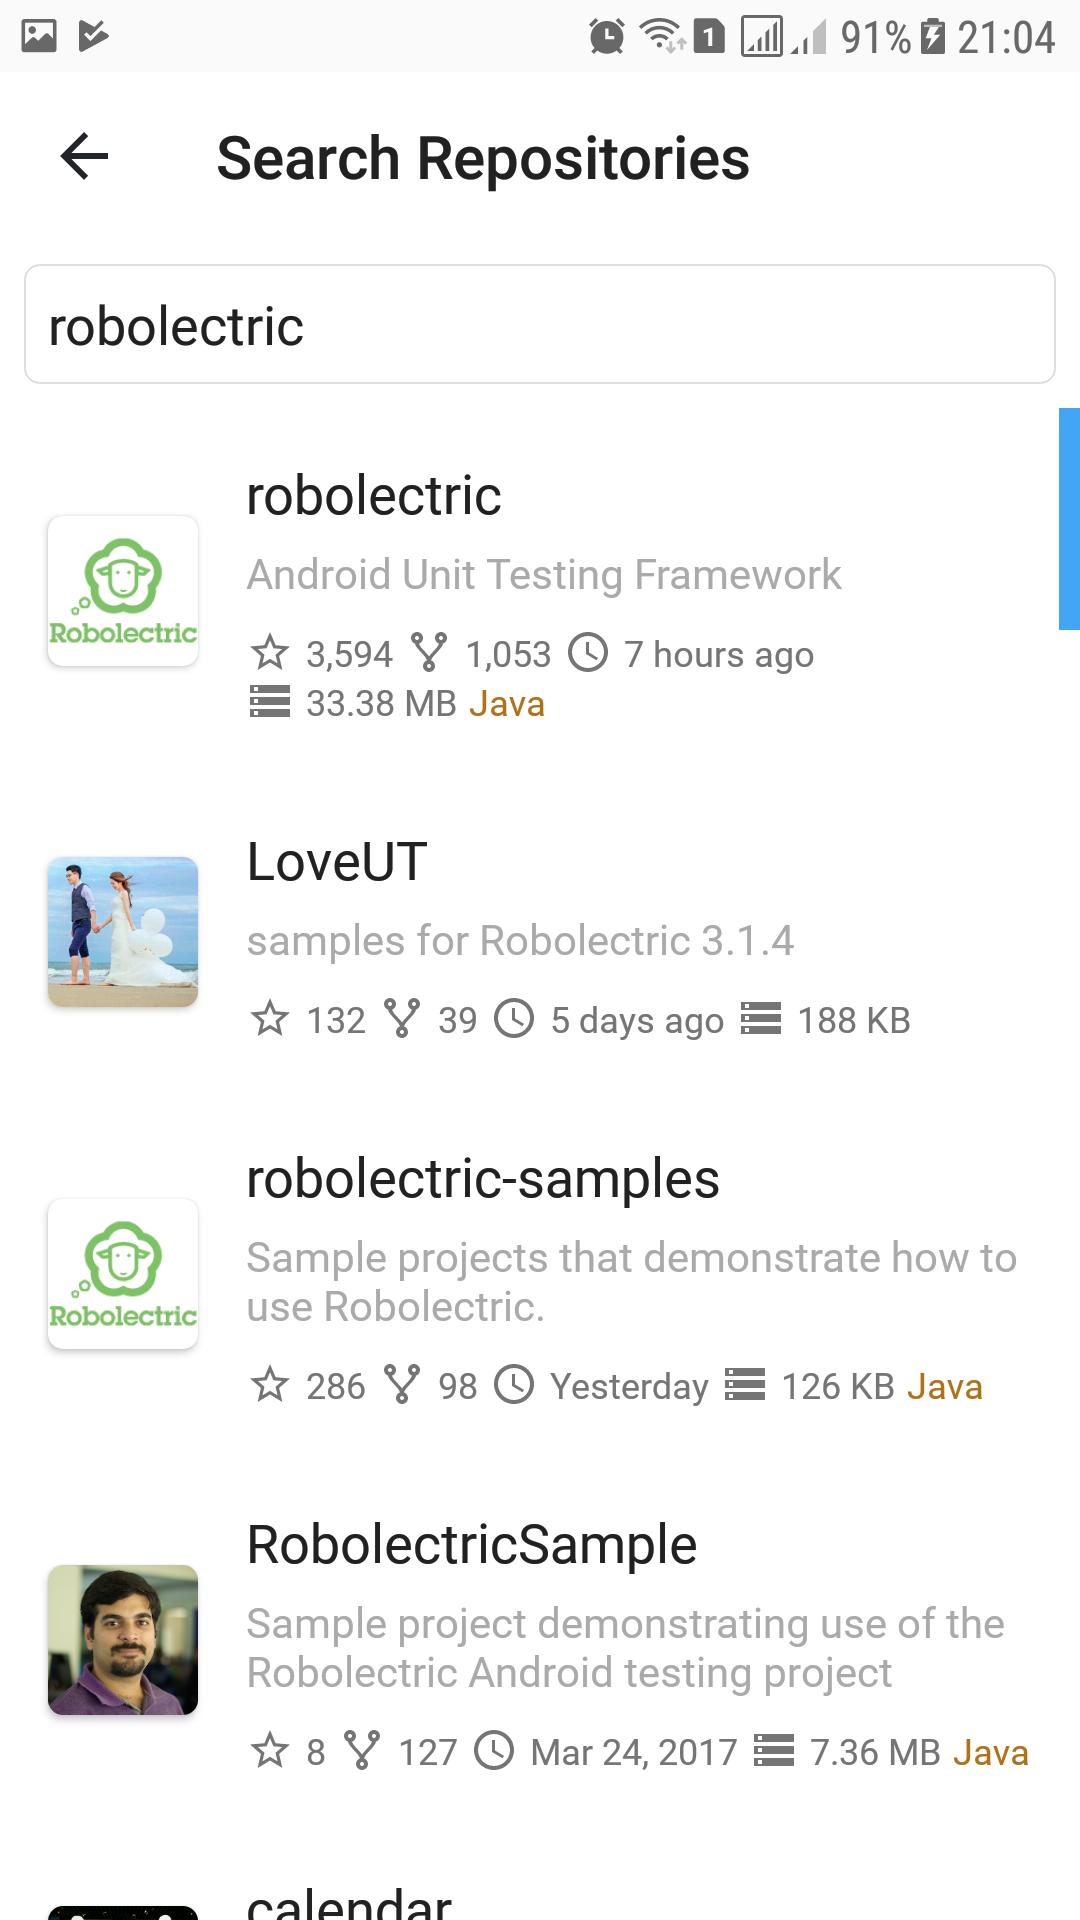 91% 21:04
Search Repositories
robolectric
robolectric
Android Unit Testing Framework
3,594 1,053 7 hours ago
33.38 MB Java
Robolectric
LoveUT
samples for Robolectric 3.1.4
132 39 5 days ago 188 KB
robolectric-samples
Sample projects that demonstrate how to
use Robolectric.
286 98 Yesterday 126 KB Java
Robolectric
RobolectricSample
Sample project demonstrating use of the
Robolectric Android testing project
8 127 Mar 24, 2017 7.36 MB Java
calendar